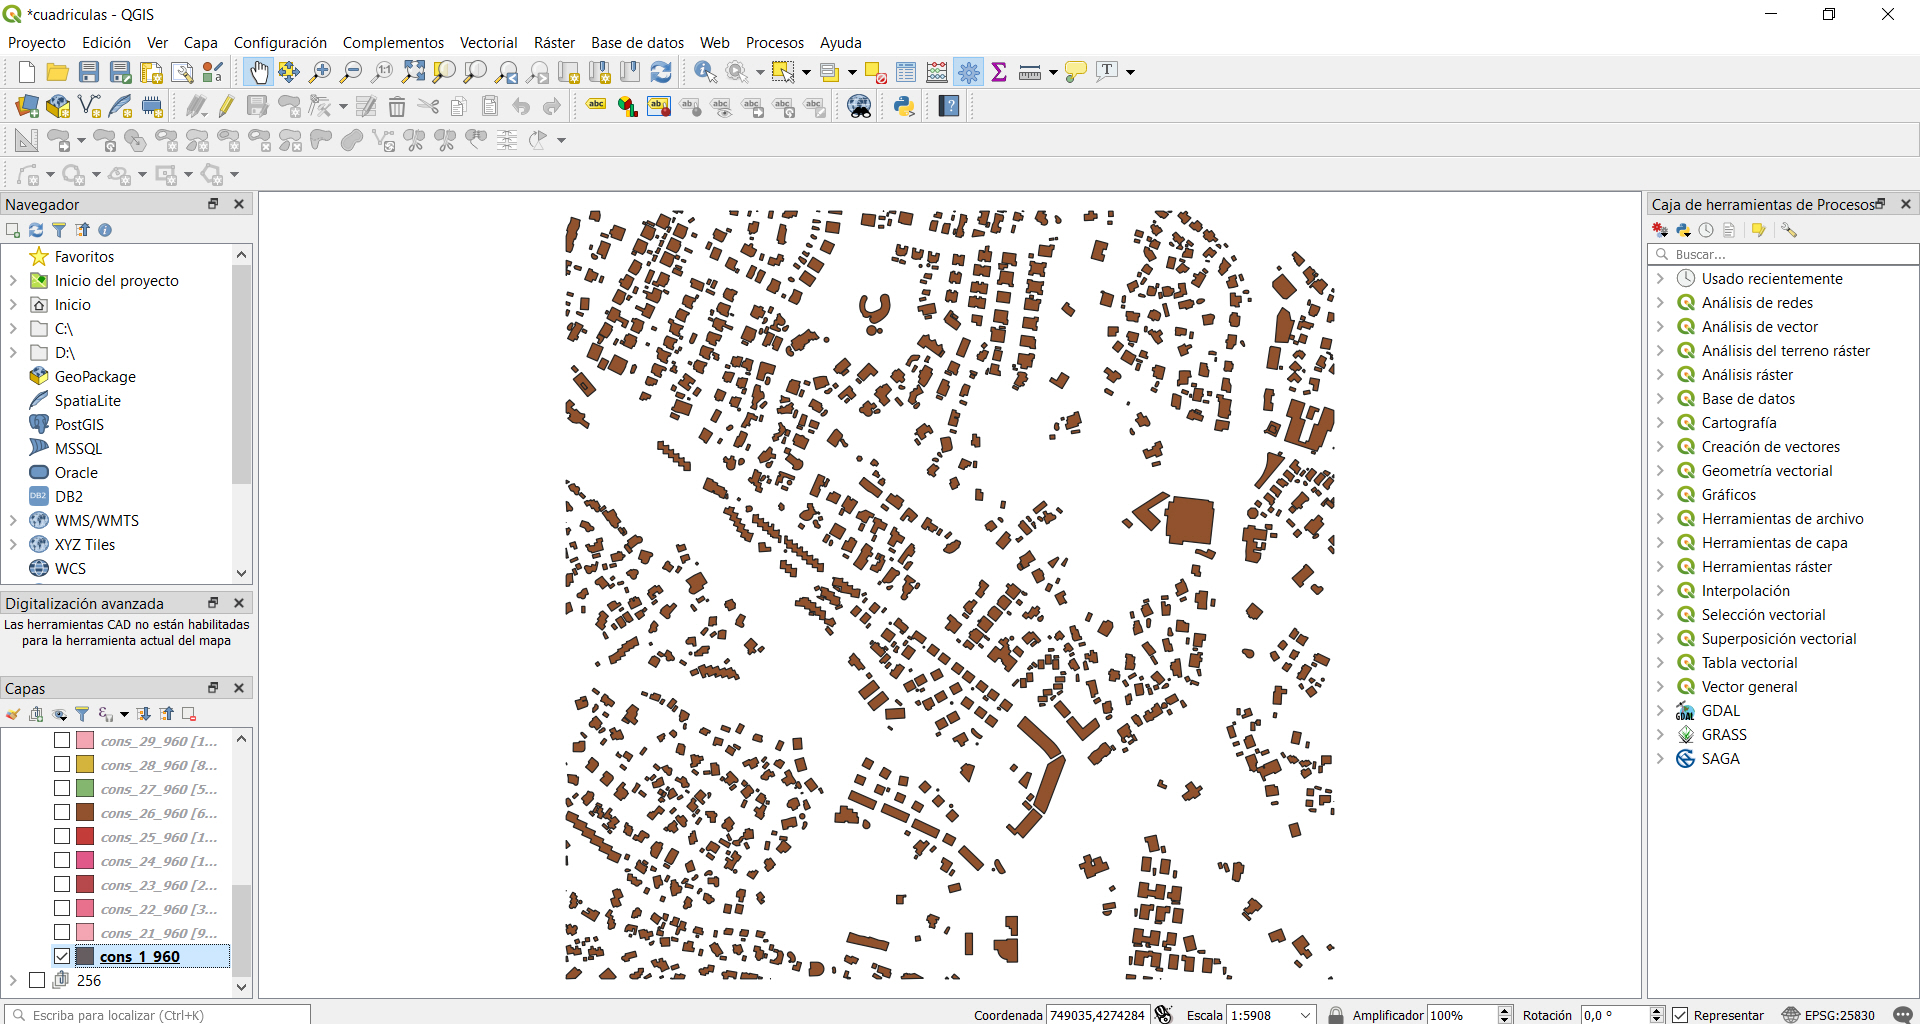 *cuadriculas - QGIS
Proyecto Edición Ver Capa Configuración Complementos Vectorial Ráster Base de datos Web Procesos Ayuda
Navegador
Favoritos
Inicio del proyecto
Inicio
C:\
D:\
GeoPackage
SpatiaLite
PostGIS
MSSQL
Oracle
DB2
WMS/WMTS
XYZ Tiles
WCS
Digitalización avanzada
Las herramientas CAD no están habilitadas
para la herramienta actual del mapa
Capas
cons_29_960 [1...
cons_28_960 [8...
cons_27_960 [5...
cons_26_960 [6...
cons_25_960 [1...
cons_24_960 [1...
cons_23_960 [2...
cons_22_960 [3...
cons_21_960 [9...
cons_1_960
256
Caja de herramientas de Procesos
Buscar...
Usado recientemente
Análisis de redes
Análisis de vector
Análisis del terreno ráster
Análisis ráster
Base de datos
Cartografía
Creación de vectores
Geometría vectorial
Gráficos
Herramientas de archivo
Herramientas de capa
Herramientas ráster
Interpolación
Selección vectorial
Superposición vectorial
Tabla vectorial
Vector general
GDAL
GRASS
SAGA
Escriba para localizar (Ctrl+K)
Coordenada 749035,4274284 Escala 1:5908 Amplificador 100% Rotación 0,0 ° Representar EPSG:25830